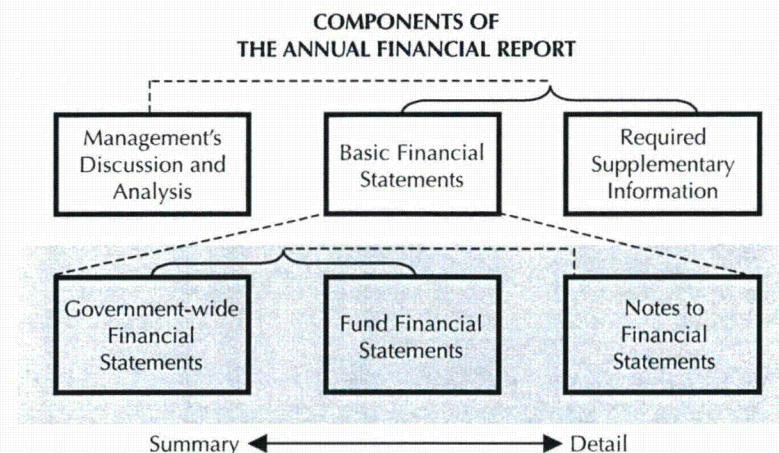 COMPONENTS OF
THE ANNUAL FINANCIAL REPORT
Management's
Discussion and
Analysis
Basic Financial
Statements
Required
Supplementary
Information
Government-wide
Financial
Statements
Fund Financial
Statements
Notes to
Financial
Statements
Summary
Detail